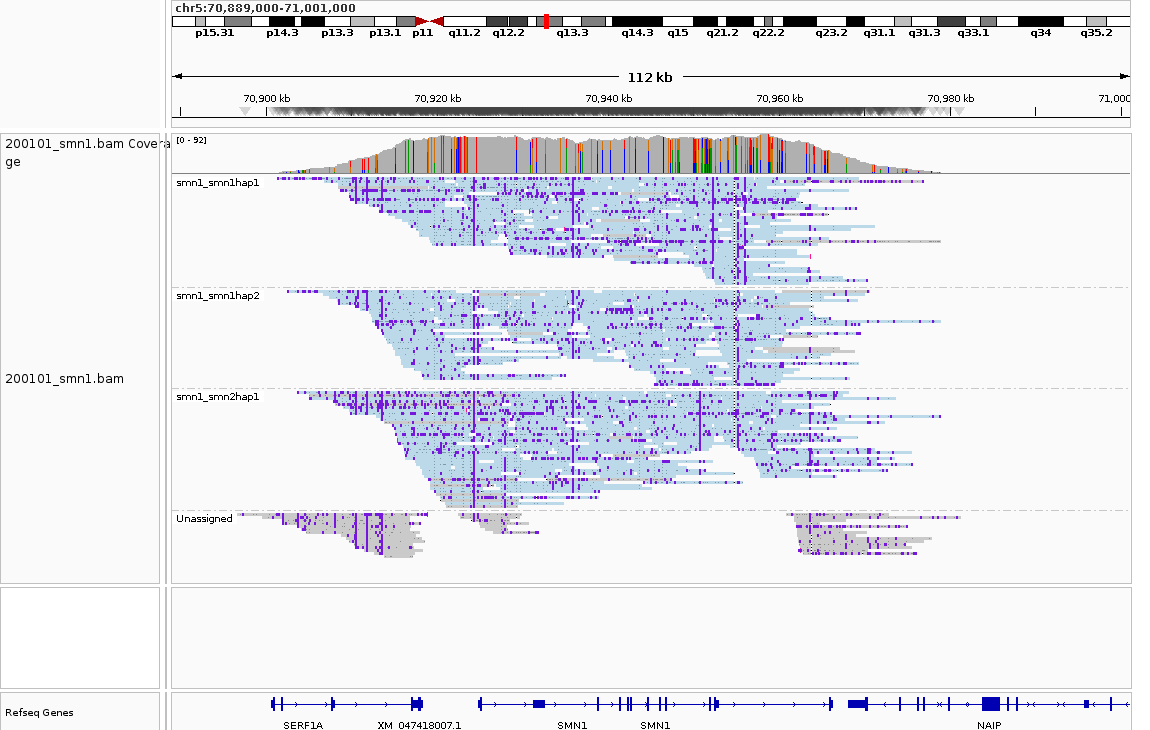 chr5:70,889,000-71,001,000
p15.31 p14.3 p13.3 p13.1 p11 q11.2 q12.2 q13.3 q14.3 q15 q21.2 q22.2 q23.2 q31.1 q31.3 q33.1 q34 q35.2
112 kb
70,900 kb 70,920 kb 70,940 kb 70,960 kb 70,980 kb 71,000
200101_smn1.bam Covera
ge
[0 - 92]
smn1_smn1hap1
smn1_smn1hap2
200101_smn1.bam
smn1_smn2hap1
Unassigned
Refseq Genes
SERF1A XM_047418007.1 SMN1 SMN1 NAIP